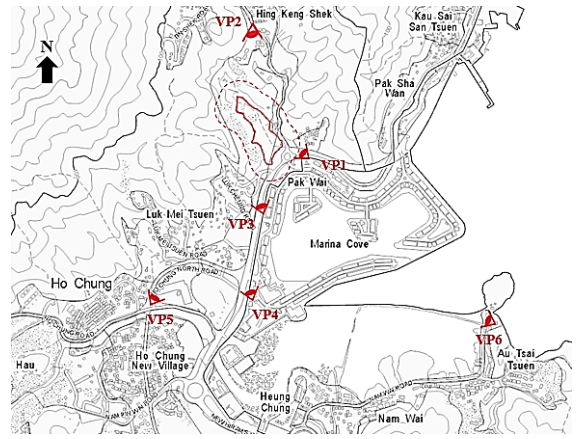 Hing Keng Shek
VP2
Kau Sai
San Tsuen
N
Pak Sha
Wan
VP1
Pak Wai
Luk Mei Tsuen
VP3
Marina Cove
Ho Chung
VP5
VP4
VP6
Ho Chung
New Village
Au Tsai
Tsuen
Hau
Heung
Chung
Nam Wai